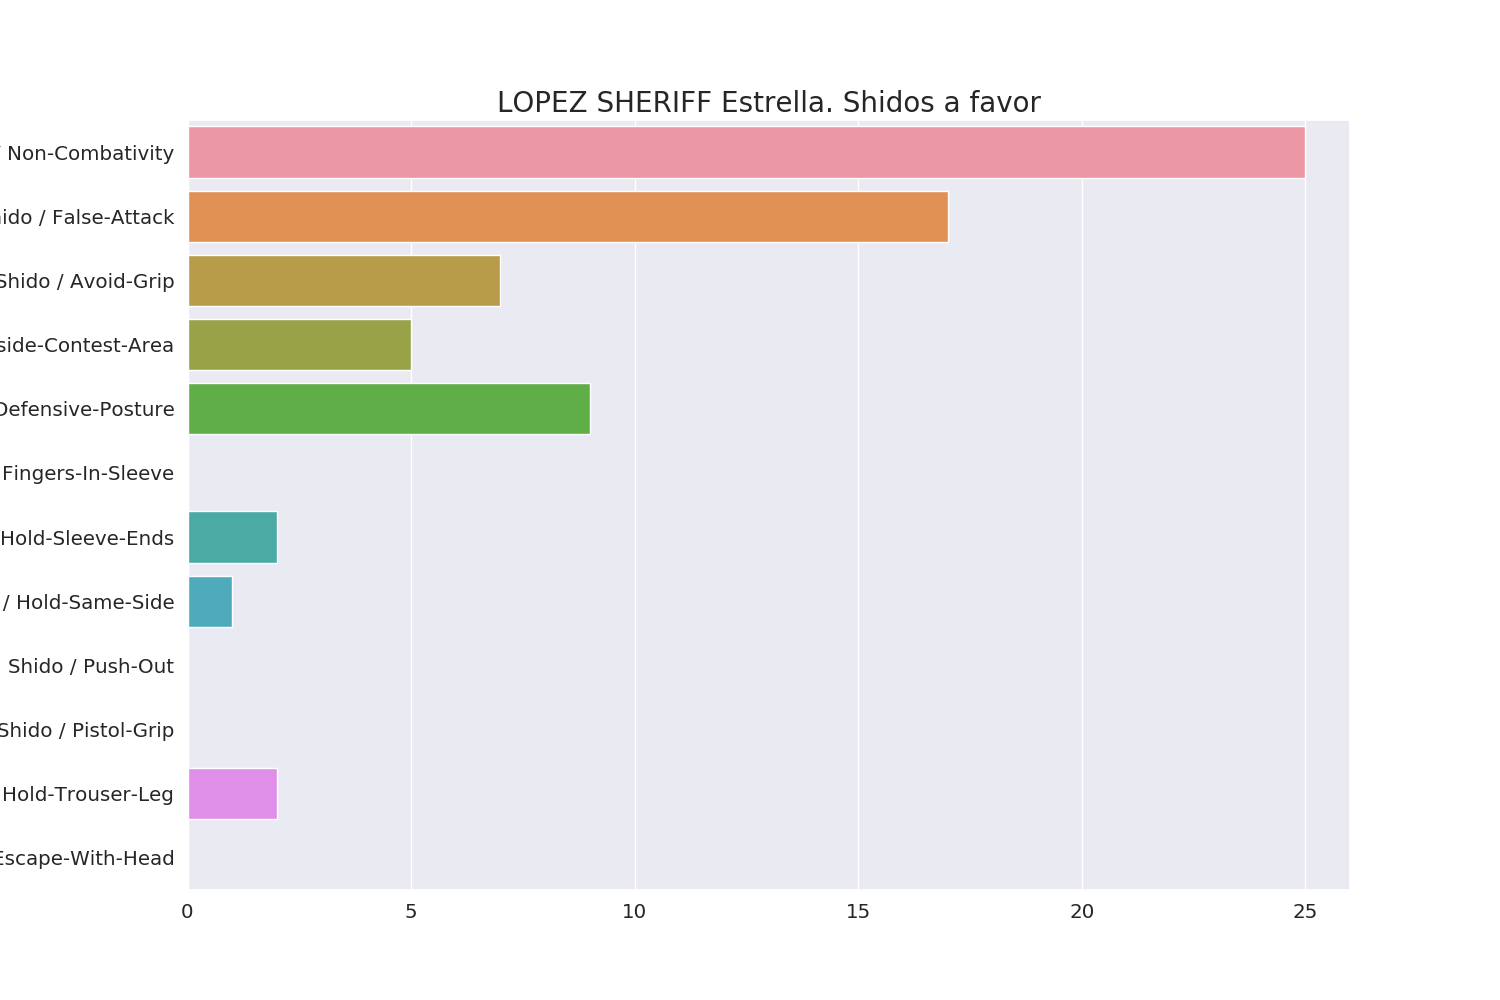 LOPEZ SHERIFF Estrella. Shidos a favor
/ Non-Combativity
ido / False-Attack
Shido / Avoid-Grip
side-Contest-Area
Defensive-Posture
Fingers-In-Sleeve
Hold-Sleeve-Ends
/ Hold-Same-Side
Shido / Push-Out
Shido / Pistol-Grip
Hold-Trouser-Leg
Escape-With-Head
0 5 10 15 20 25